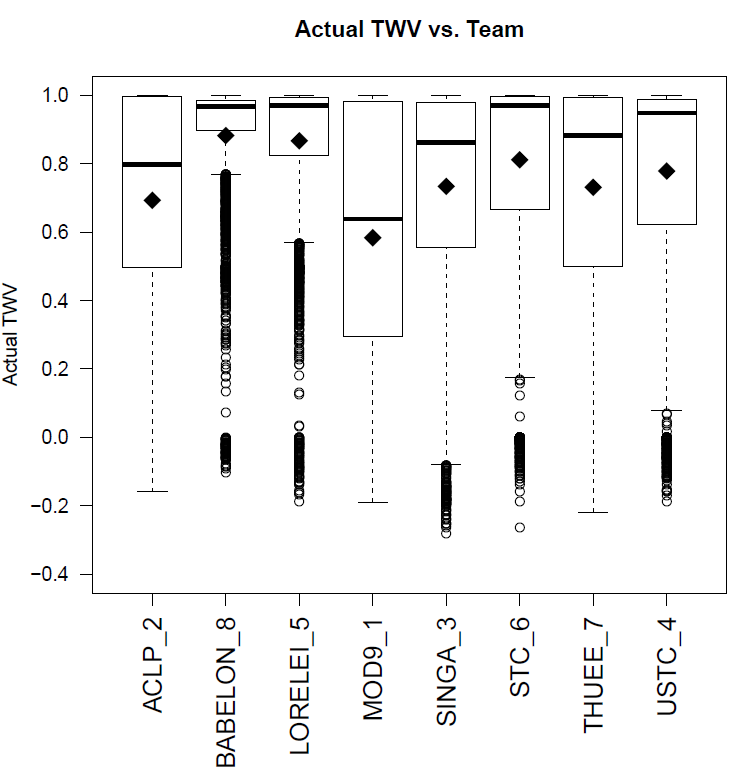 Actual TWV vs. Team
Actual TWV
1.0
0.8
0.6
0.4
0.2
0.0
−0.2
−0.4
ACLP_2
BABELON_8
LORELEI_5
MOD9_1
SINGA_3
STC_6
THUEE_7
USTC_4